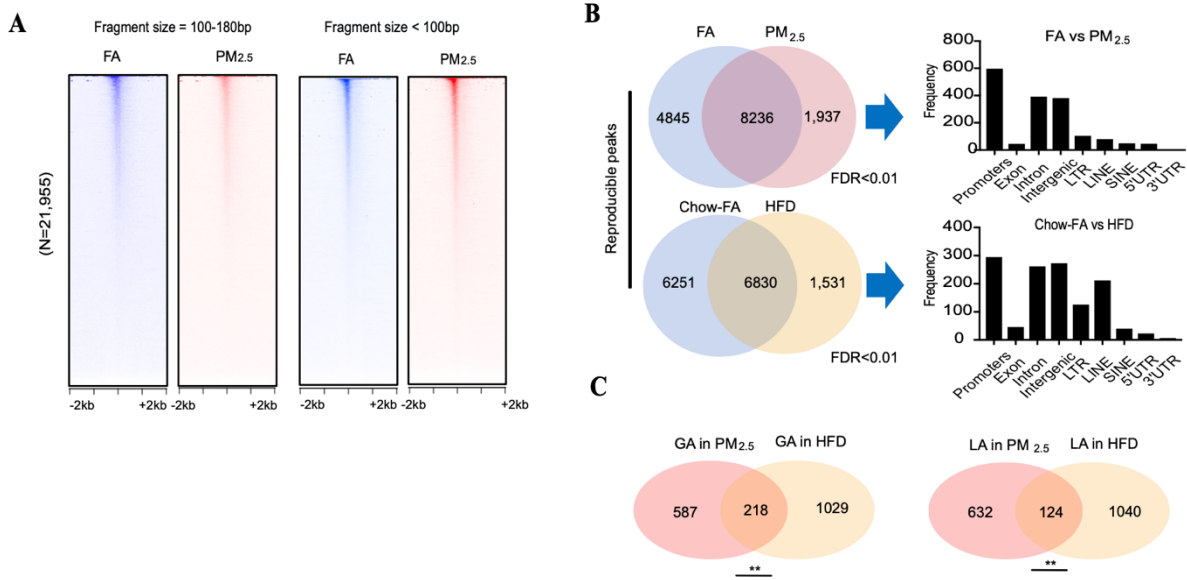 A
Fragment size = 100-180bp
Fragment size < 100bp
FA
PM2.5
FA
PM2.5
(N=21,955)
-2kb
+2kb
-2kb
+2kb
-2kb
+2kb
-2kb
+2kb
B
Reproducible peaks
FA
PM2.5
4845
8236
1,937
FDR<0.01
Chow-FA
HFD
6251
6830
1,531
FDR<0.01
FA vs PM2.5
Frequency
800
600
400
200
0
Promoters
Exon
Intron
Intergenic
LTR
LINE
SINE
5'UTR
3'UTR
Chow-FA vs HFD
Frequency
400
300
200
100
0
Promoters
Exon
Intron
Intergenic
LTR
LINE
SINE
5'UTR
3'UTR
C
GA in PM2.5
GA in HFD
587
218
1029
**
LA in PM 2.5
LA in HFD
632
124
1040
**